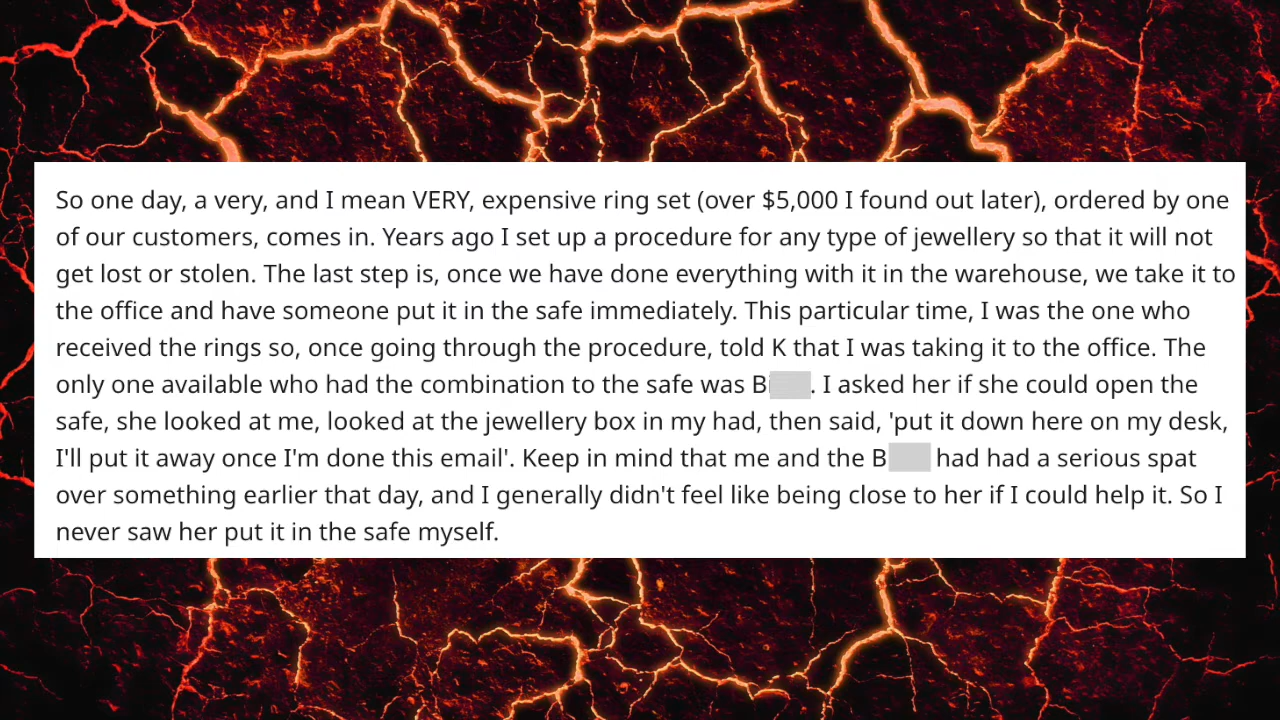 So one day, a very, and I mean VERY, expensive ring set (over $5,000 I found out later), ordered by one
of our customers, comes in. Years ago I set up a procedure for any type of jewellery so that it will not
get lost or stolen. The last step is, once we have done everything with it in the warehouse, we take it to
the office and have someone put it in the safe immediately. This particular time, I was the one who
received the rings so, once going through the procedure, told K that I was taking it to the office. The
only one available who had the combination to the safe was B. I asked her if she could open the
safe, she looked at me, looked at the jewellery box in my had, then said, 'put it down here on my desk,
I'll put it away once I'm done this email'. Keep in mind that me and the B had had a serious spat
over something earlier that day, and I generally didn't feel like being close to her if I could help it. So I
never saw her put it in the safe myself.